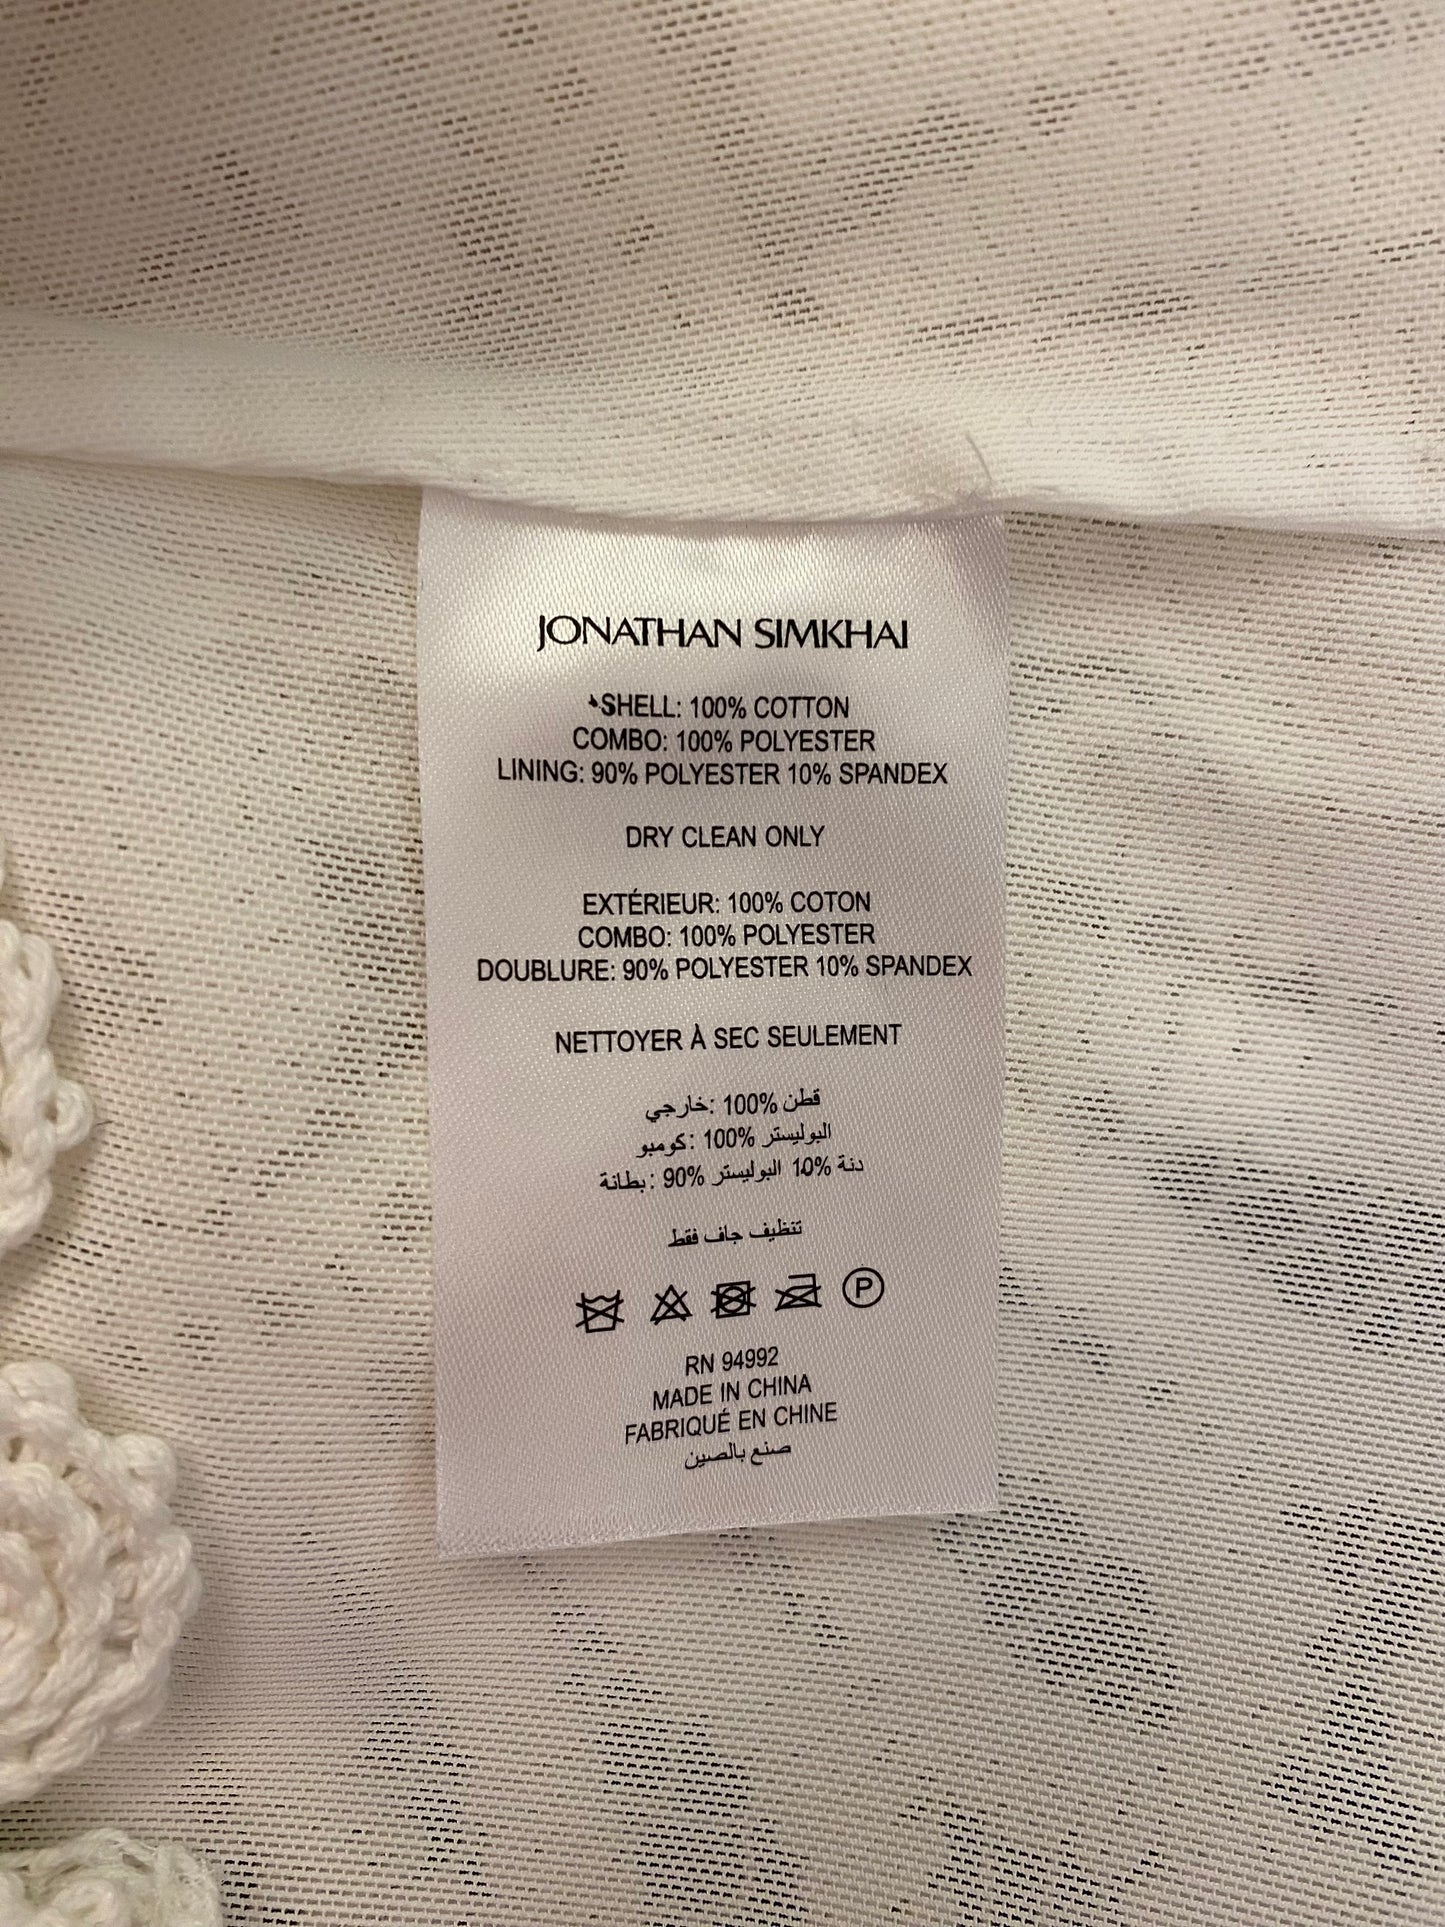 JONATHAN SIMKHAI
SHELL: 100% COTTON
COMBO: 100% POLYESTER
LINING: 90% POLYESTER 10% SPANDEX
DRY CLEAN ONLY
EXTÉRIEUR: 100% COTON
COMBO: 100% POLYESTER
DOUBLURE: 90% POLYESTER 10% SPANDEX
NETTOYER À SEC SEULEMENT
خارجي: 100% قطن
كومبو: 100% البوليستر
بطانة: 90% البوليستر 10% دنة
تنظيف جاف فقط
P
RN 94992
MADE IN CHINA
FABRIQUÉ EN CHINE
صنع بالصين